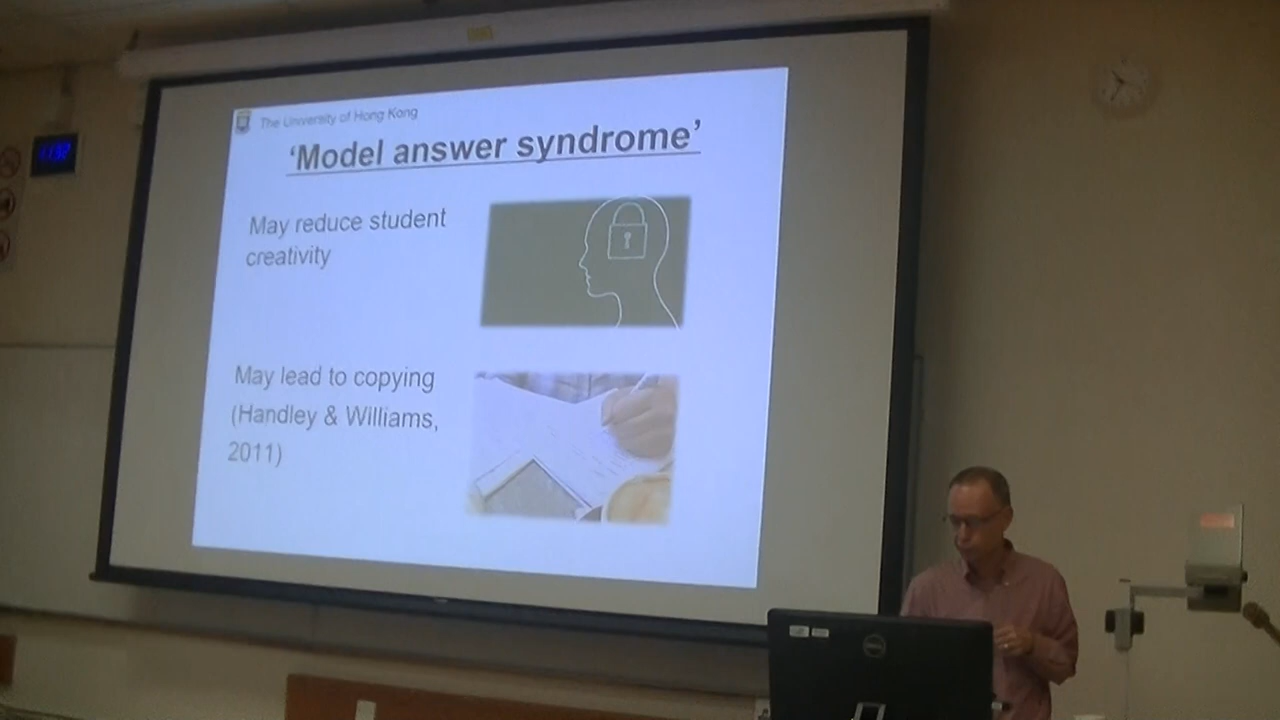 The University of Hong Kong
‘Model answer syndrome’
May reduce student
creativity
May lead to copying
(Handley & Williams,
2011)
DELL